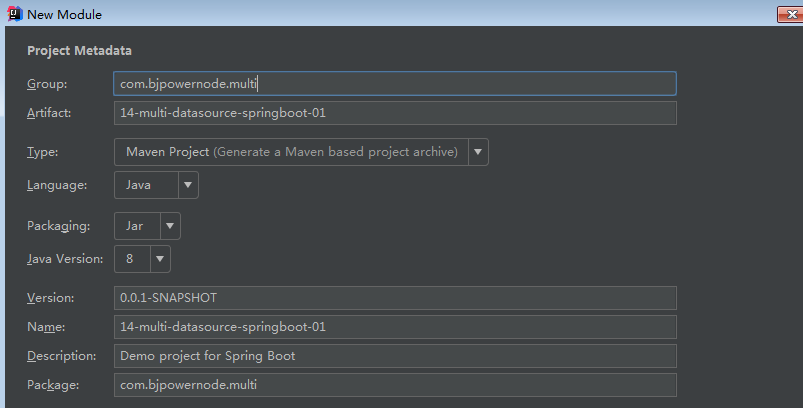 New Module
Project Metadata
Group: com.bjpowernode.multi
Artifact: 14-multi-datasource-springboot-01
Type: Maven Project (Generate a Maven based project archive)
Language: Java
Packaging: Jar
Java Version: 8
Version: 0.0.1-SNAPSHOT
Name: 14-multi-datasource-springboot-01
Description: Demo project for Spring Boot
Package: com.bjpowernode.multi